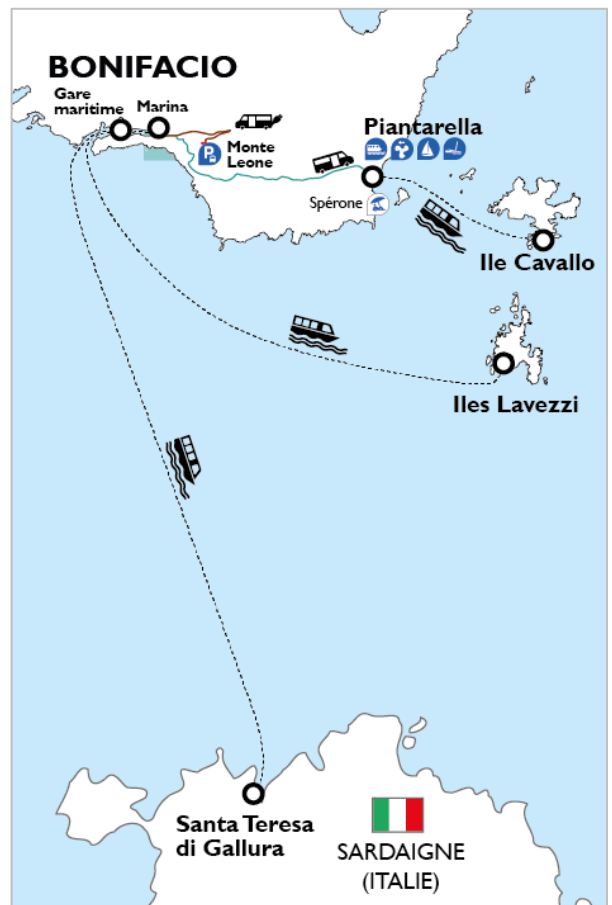 BONIFACIO
Gare
maritime
Marina
P
Monte
Leone
Piantarella
Spérone
Ile Cavallo
Iles Lavezzi
Santa Teresa
di Gallura
SARDAIGNE
(ITALIE)